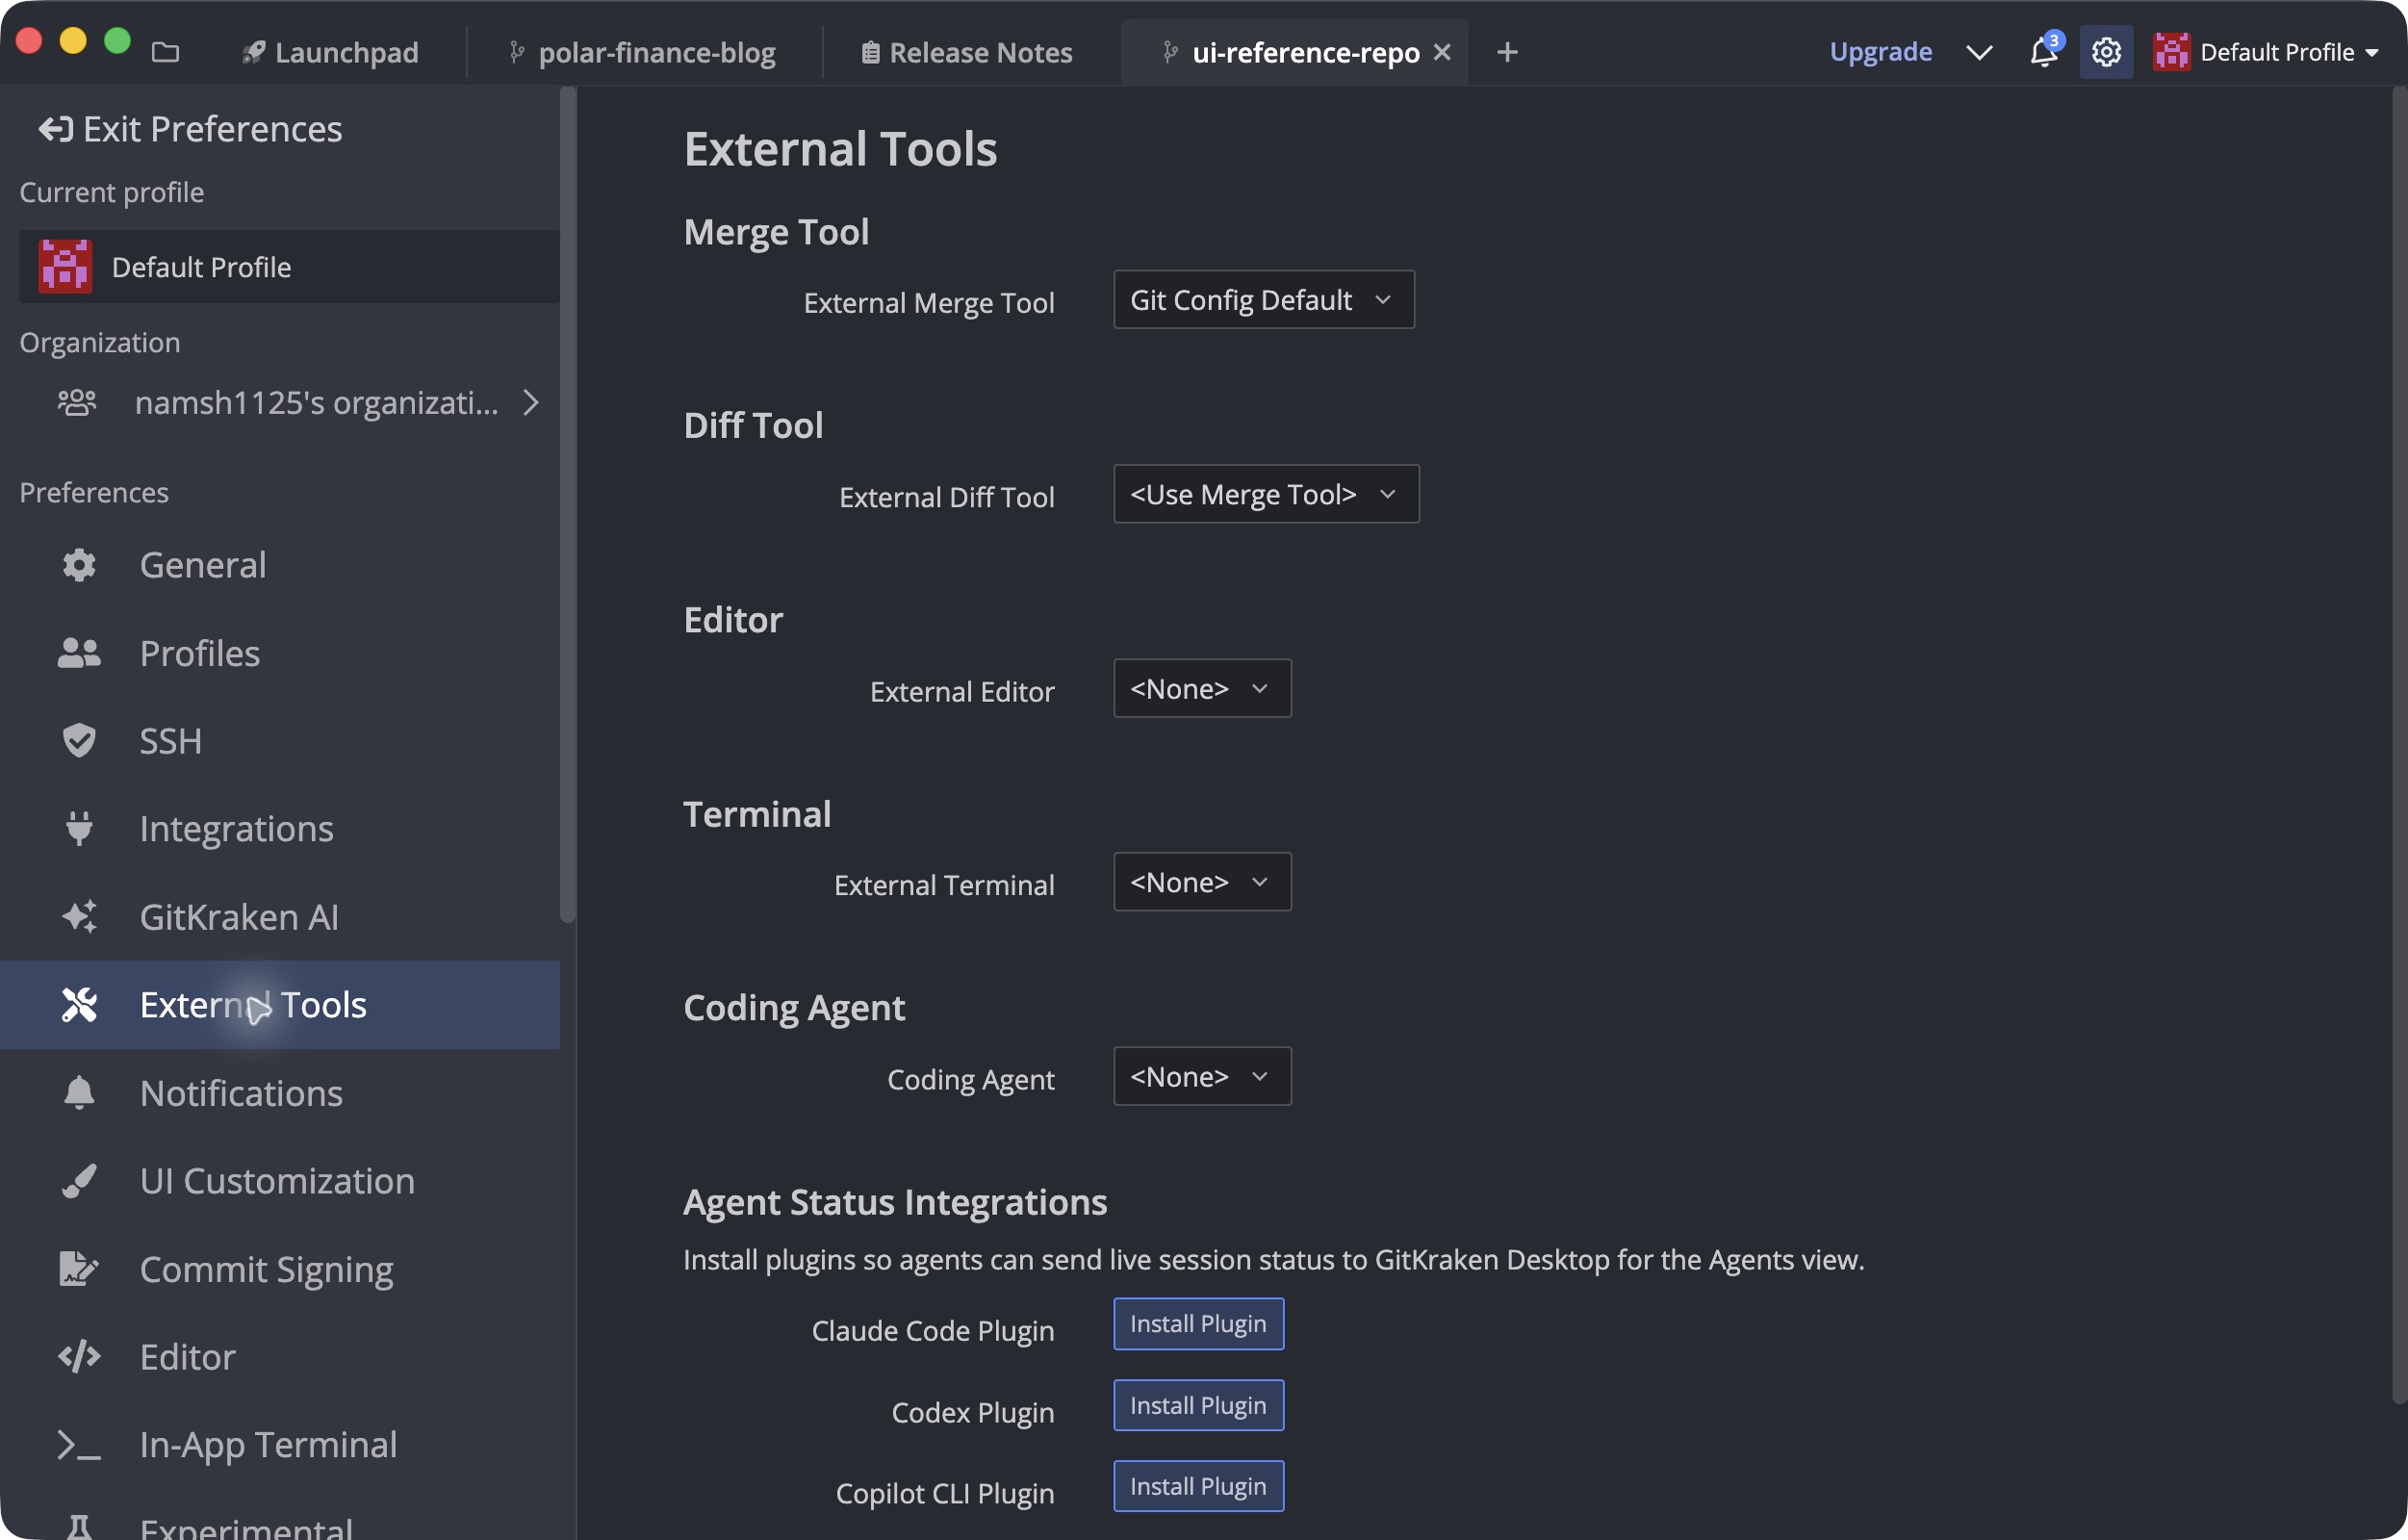 Launchpad
polar-finance-blog
Release Notes
ui-reference-repo
Upgrade
3
Default Profile
Exit Preferences
Current profile
Default Profile
Organization
namsh1125's organizati...
Preferences
General
Profiles
SSH
Integrations
GitKraken AI
External Tools
Notifications
UI Customization
Commit Signing
Editor
In-App Terminal
Experimental
External Tools
Merge Tool
External Merge Tool Git Config Default
Diff Tool
External Diff Tool <Use Merge Tool>
Editor
External Editor <None>
Terminal
External Terminal <None>
Coding Agent
Coding Agent <None>
Agent Status Integrations
Install plugins so agents can send live session status to GitKraken Desktop for the Agents view.
Claude Code Plugin Install Plugin
Codex Plugin Install Plugin
Copilot CLI Plugin Install Plugin